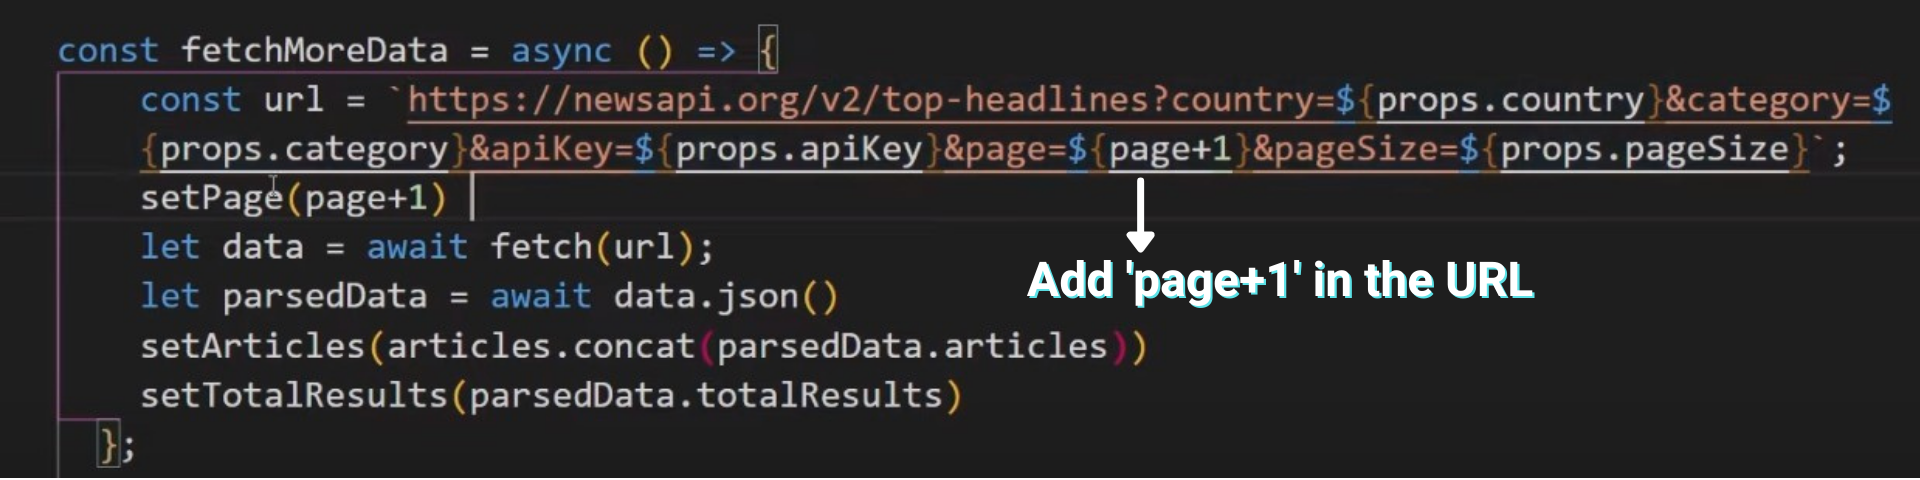 const fetchMoreData = async () => {
const url = `https://newsapi.org/v2/top-headlines?country=${props.country}&category=$
{props.category}&apiKey=${props.apiKey}&page=${page+1}&pageSize=${props.pageSize}`;
setPage(page+1)
let data = await fetch(url);
let parsedData = await data.json()
Add 'page+1' in the URL
setArticles(articles.concat(parsedData.articles))
setTotalResults(parsedData.totalResults)
};